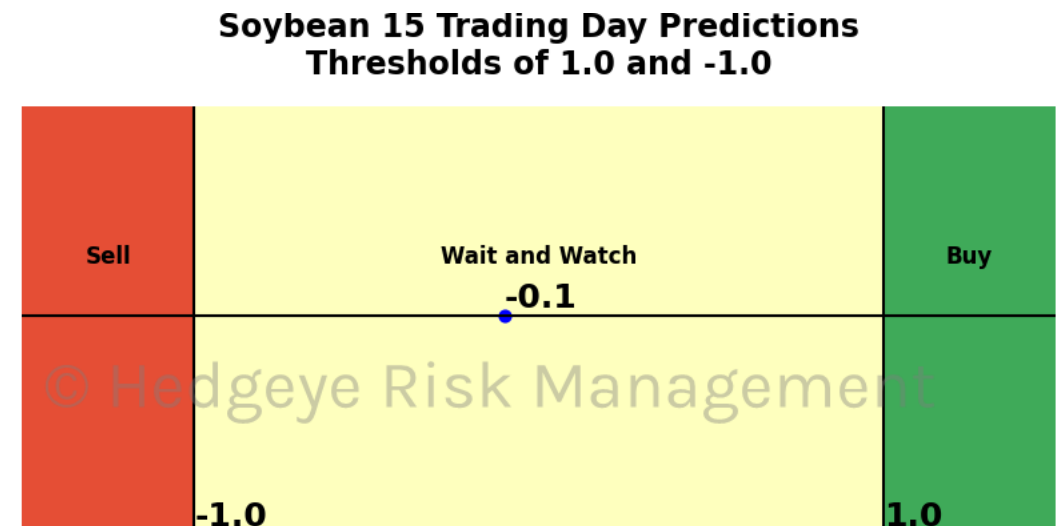 Soybean 15 Trading Day Predictions
Thresholds of 1.0 and -1.0
Sell
Wait and Watch
Buy
-0.1
© Hedgeye Risk Management
-1.0
1.0